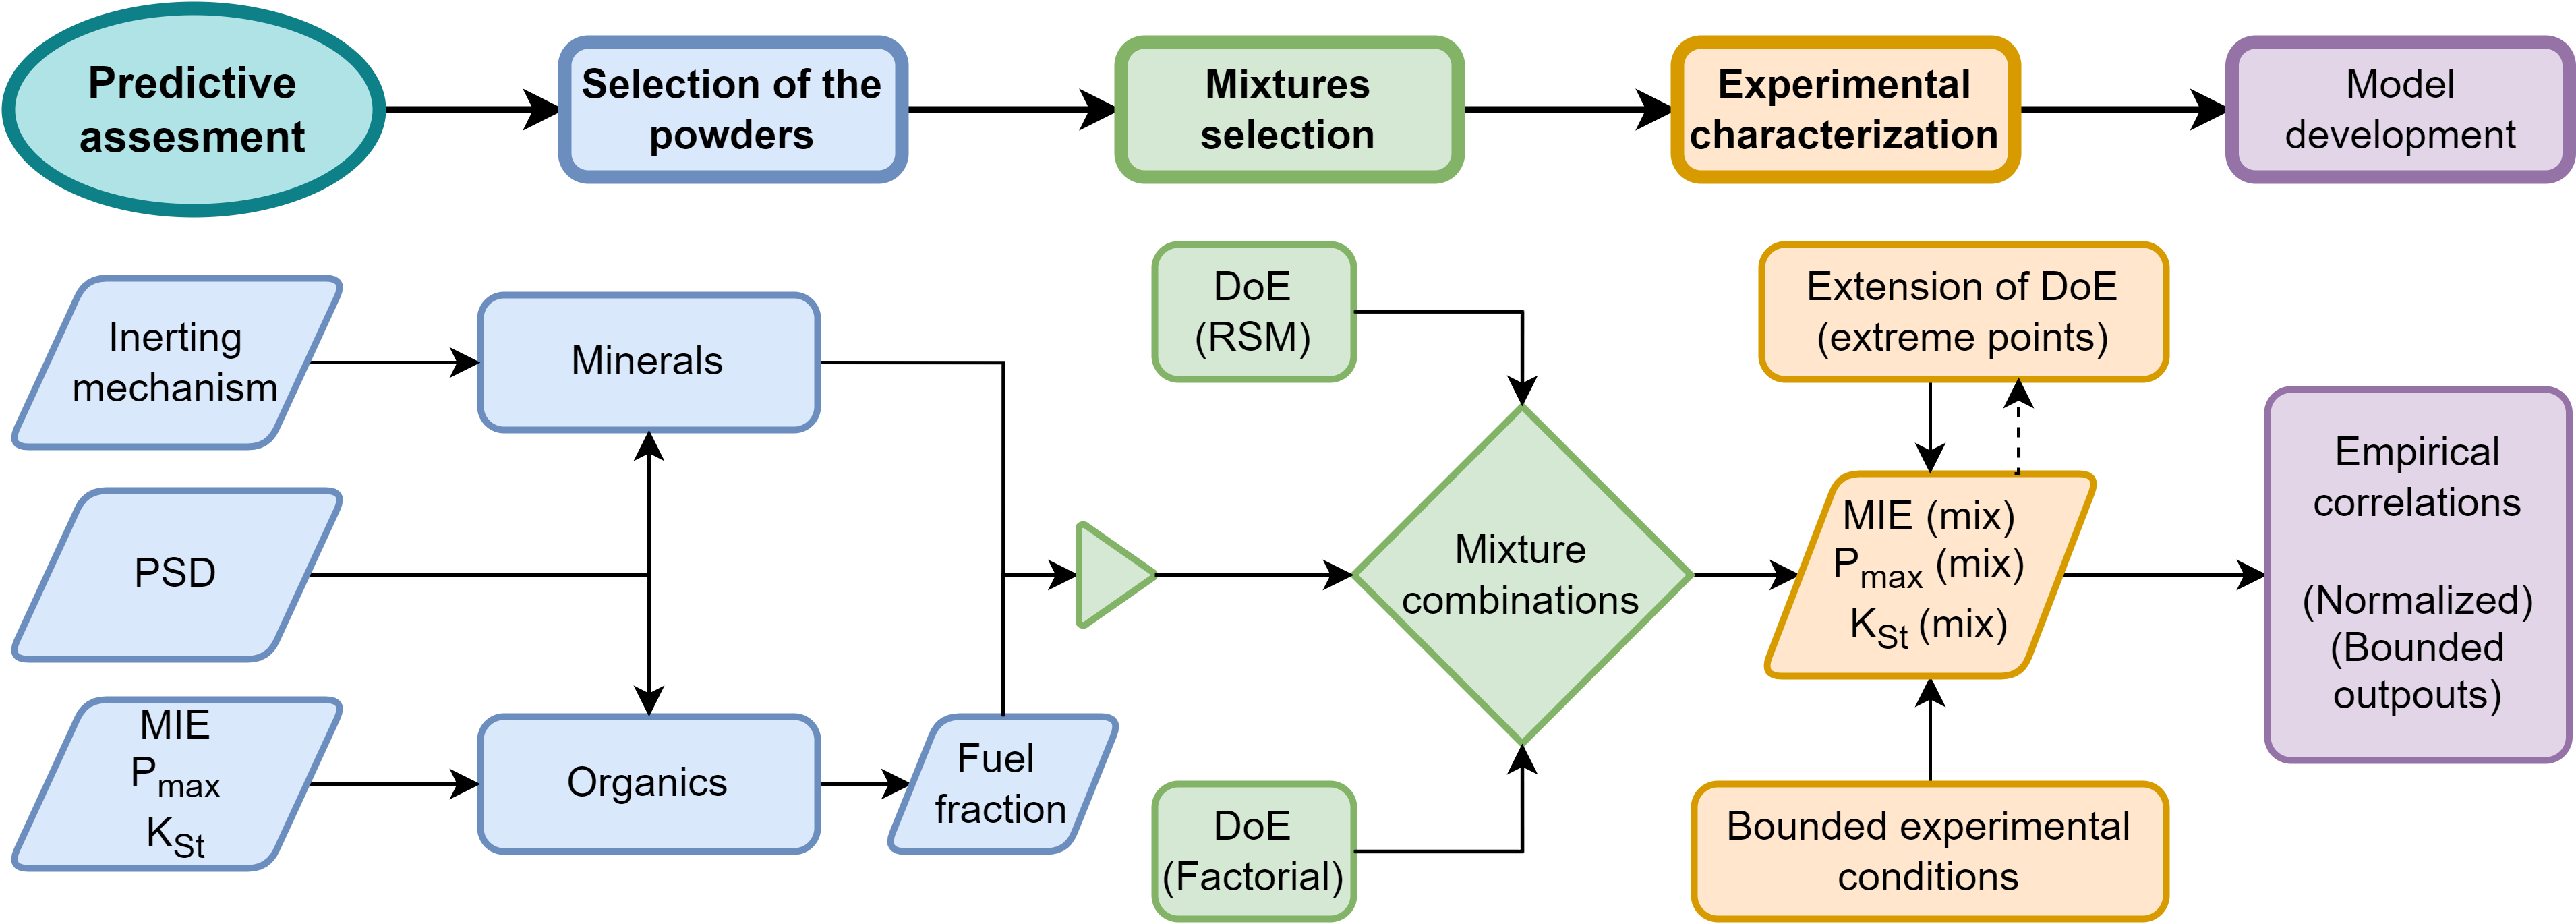 Predictive
assesment
Selection of the
powders
Mixtures
selection
Experimental
characterization
Model
development
Inerting
mechanism
Minerals
PSD
MIE
Pmax
KSt
Organics
Fuel
fraction
DoE
(RSM)
Mixture
combinations
DoE
(Factorial)
Extension of DoE
(extreme points)
MIE (mix)
Pmax (mix)
KSt (mix)
Bounded experimental
conditions
Empirical
correlations
(Normalized)
(Bounded
outpouts)